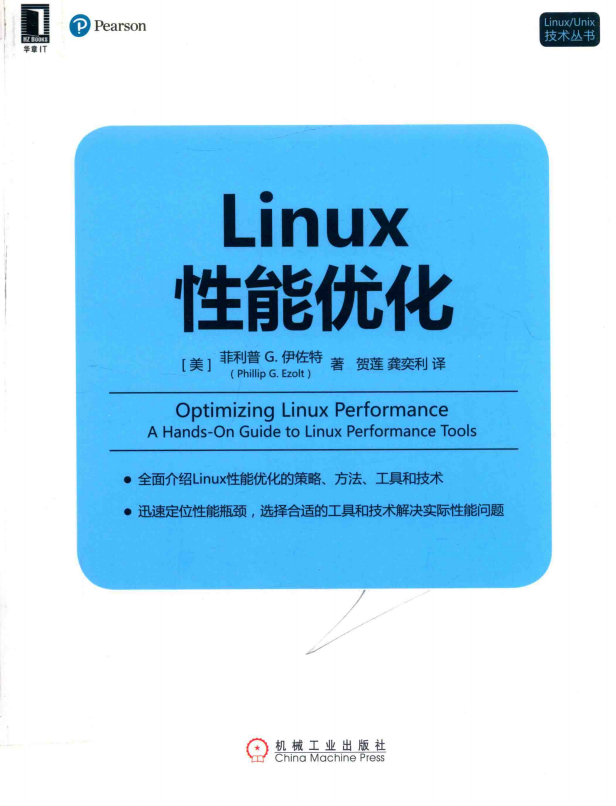 HZ BOOKS
华章IT
Pearson
Linux/Unix
技术丛书
Linux
性能优化
[美] 菲利普 G. 伊佐特 著 贺莲 龚奕利 译
(Phillip G. Ezolt)
Optimizing Linux Performance
A Hands-On Guide to Linux Performance Tools
● 全面介绍Linux性能优化的策略、方法、工具和技术
● 迅速定位性能瓶颈，选择合适的工具和技术解决实际性能问题
机械工业出版社
China Machine Press